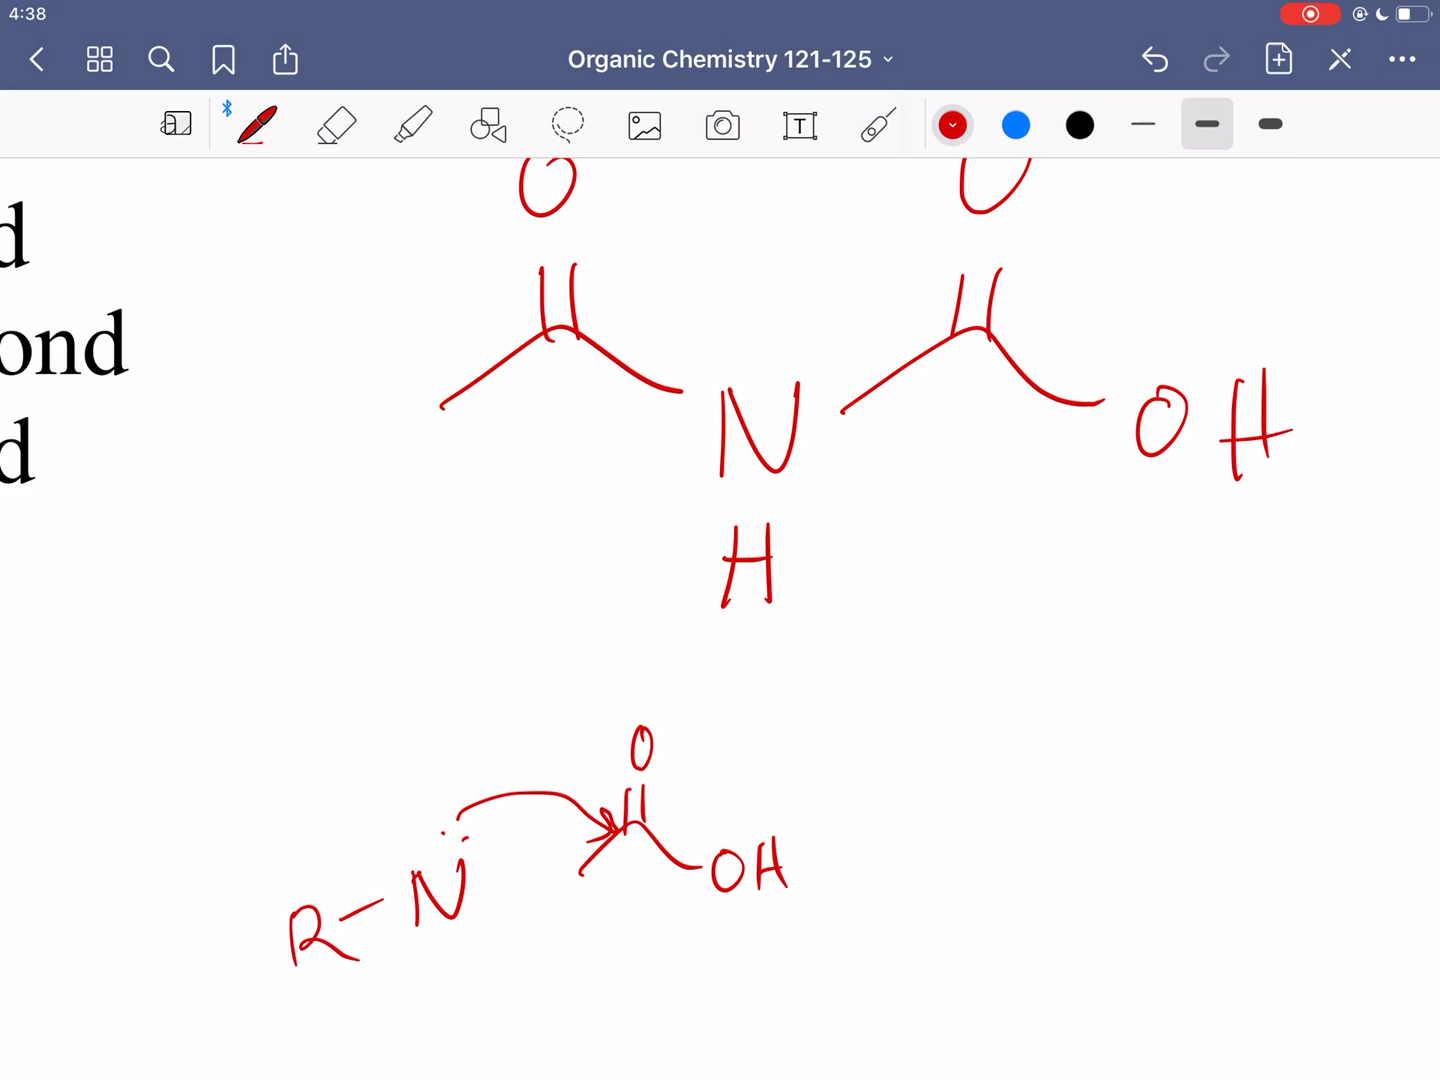 4:38
Organic Chemistry 121-125
a
T
O O
d
ond
N OH
d
H
O
OH
R-N